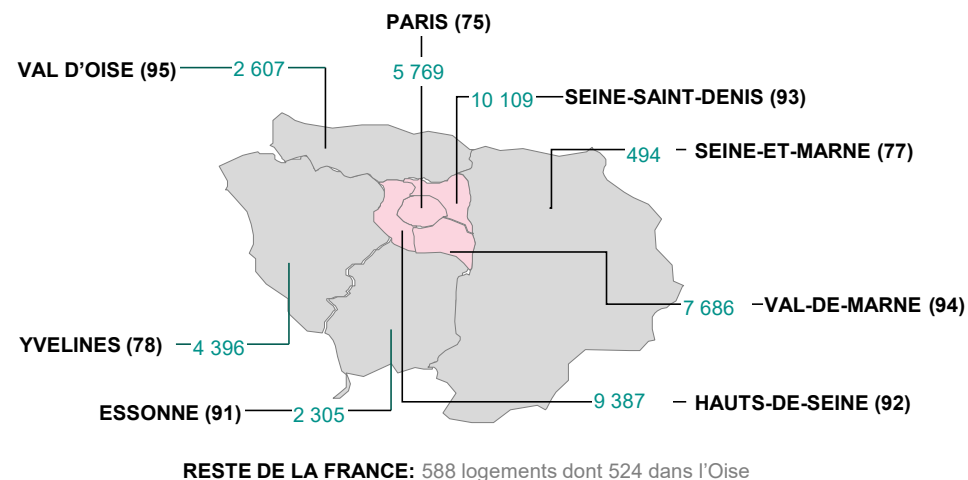 PARIS (75)
5 769
VAL D’OISE (95) 2 607
10 109 SEINE-SAINT-DENIS (93)
494 SEINE-ET-MARNE (77)
7 686 VAL-DE-MARNE (94)
YVELINES (78) 4 396
9 387 HAUTS-DE-SEINE (92)
ESSONNE (91) 2 305
RESTE DE LA FRANCE: 588 logements dont 524 dans l’Oise